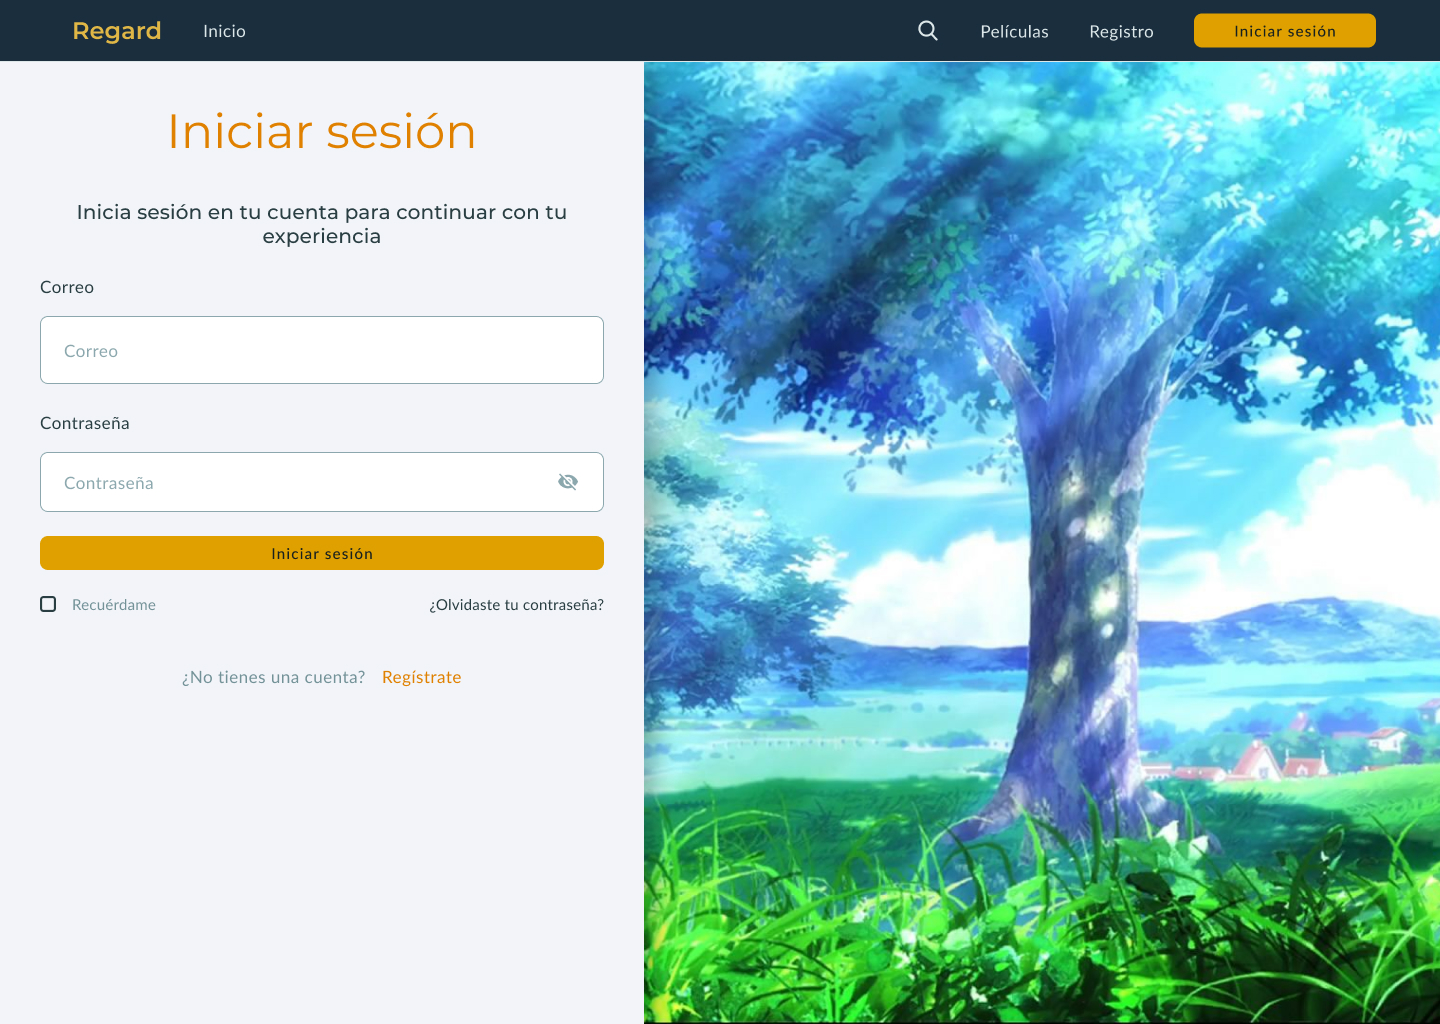 Regard
Inicio
Películas
Registro
Iniciar sesión
Iniciar sesión
Inicia sesión en tu cuenta para continuar con tu
experiencia
Correo
Correo
Contraseña
Contraseña
Iniciar sesión
Recuérdame
¿Olvidaste tu contraseña?
¿No tienes una cuenta? Regístrate